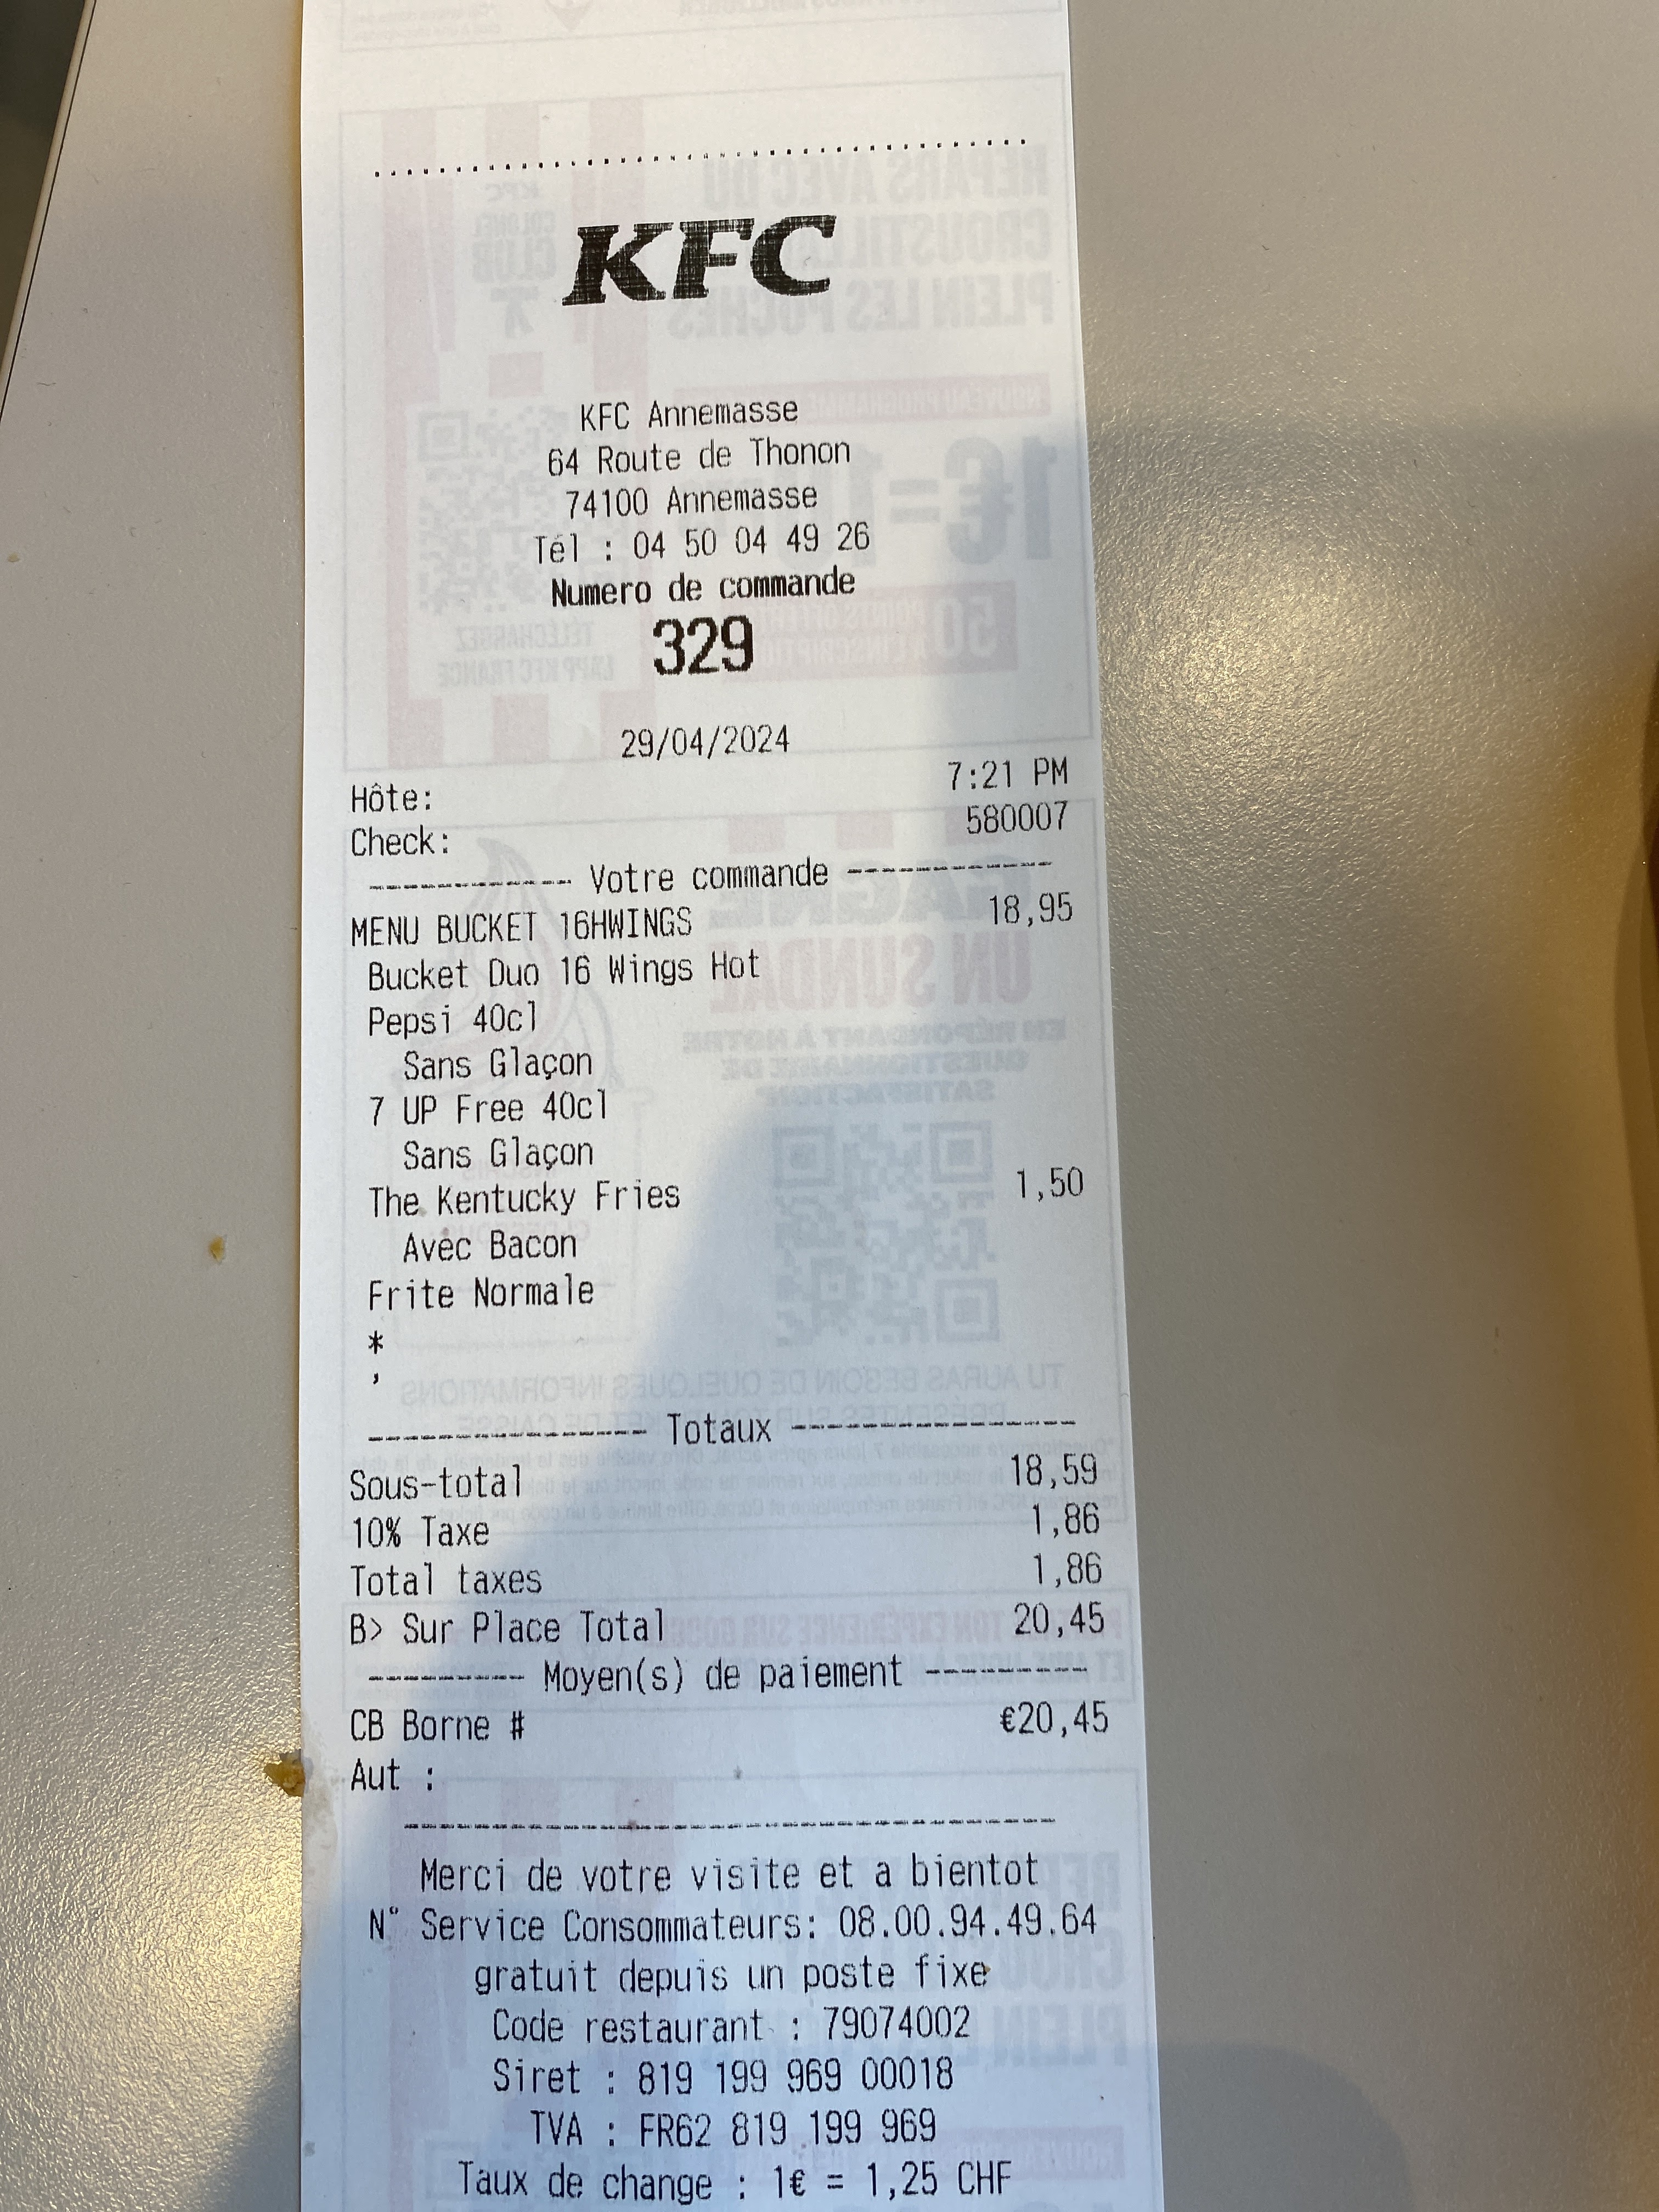 KFC
KFC Annemasse
64 Route de Thonon
74100 Annemasse
Tél : 04 50 04 49 26
Numero de commande
329
29/04/2024
Hôte: 7:21 PM
Check: 580007
------------ Votre commande ------------
MENU BUCKET 16HWINGS 18,95
Bucket Duo 16 Wings Hot
Pepsi 40cl
Sans Glaçon
7 UP Free 40cl
Sans Glaçon
The Kentucky Fries 1,50
Avec Bacon
Frite Normale
*
,
---------------- Totaux ----------------
Sous-total 18,59
10% Taxe 1,86
Total taxes 1,86
B> Sur Place Total 20,45
--------- Moyen(s) de paiement ---------
CB Borne # €20,45
Aut :
Merci de votre visite et a bientot
N° Service Consommateurs: 08.00.94.49.64
gratuit depuis un poste fixe
Code restaurant : 79074002
Siret : 819 199 969 00018
TVA : FR62 819 199 969
Taux de change : 1€ = 1,25 CHF